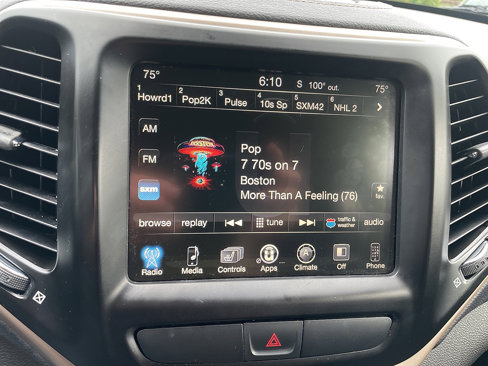 75° 6:10 S 100° out. 75°
1 2 3 4 5 6
Howrd1 Pop2K Pulse 10s Sp SXM42 NHL 2
AM
FM
sxm
BOSTON
Pop
7 70s on 7
Boston
More Than A Feeling (76)
fav.
browse replay tune traffic & weather audio
Radio Media Controls Apps Climate Off Phone
A